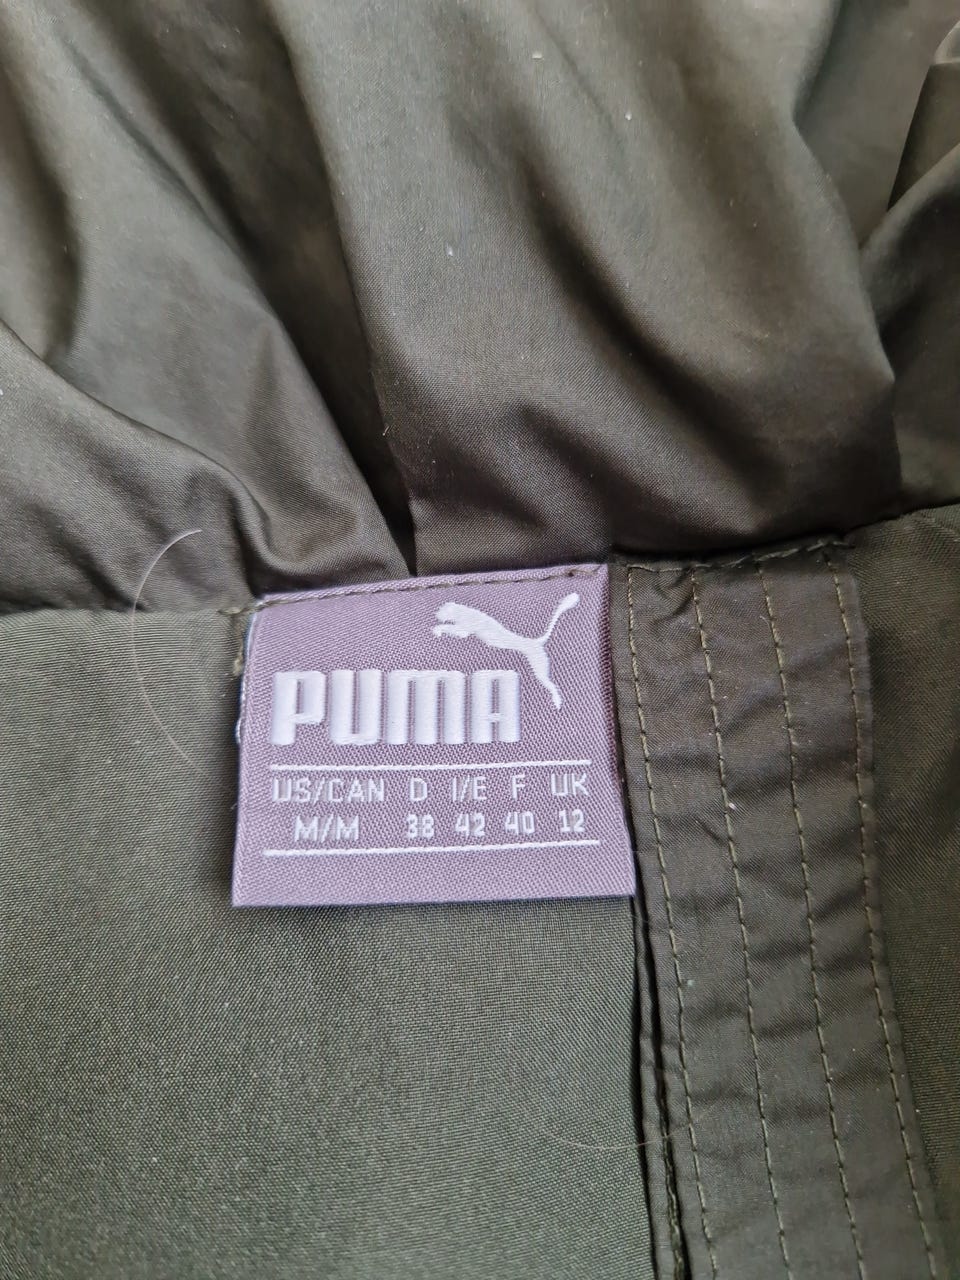 PUMA
US/CAN D I/E F UK
M/M 38 42 40 12